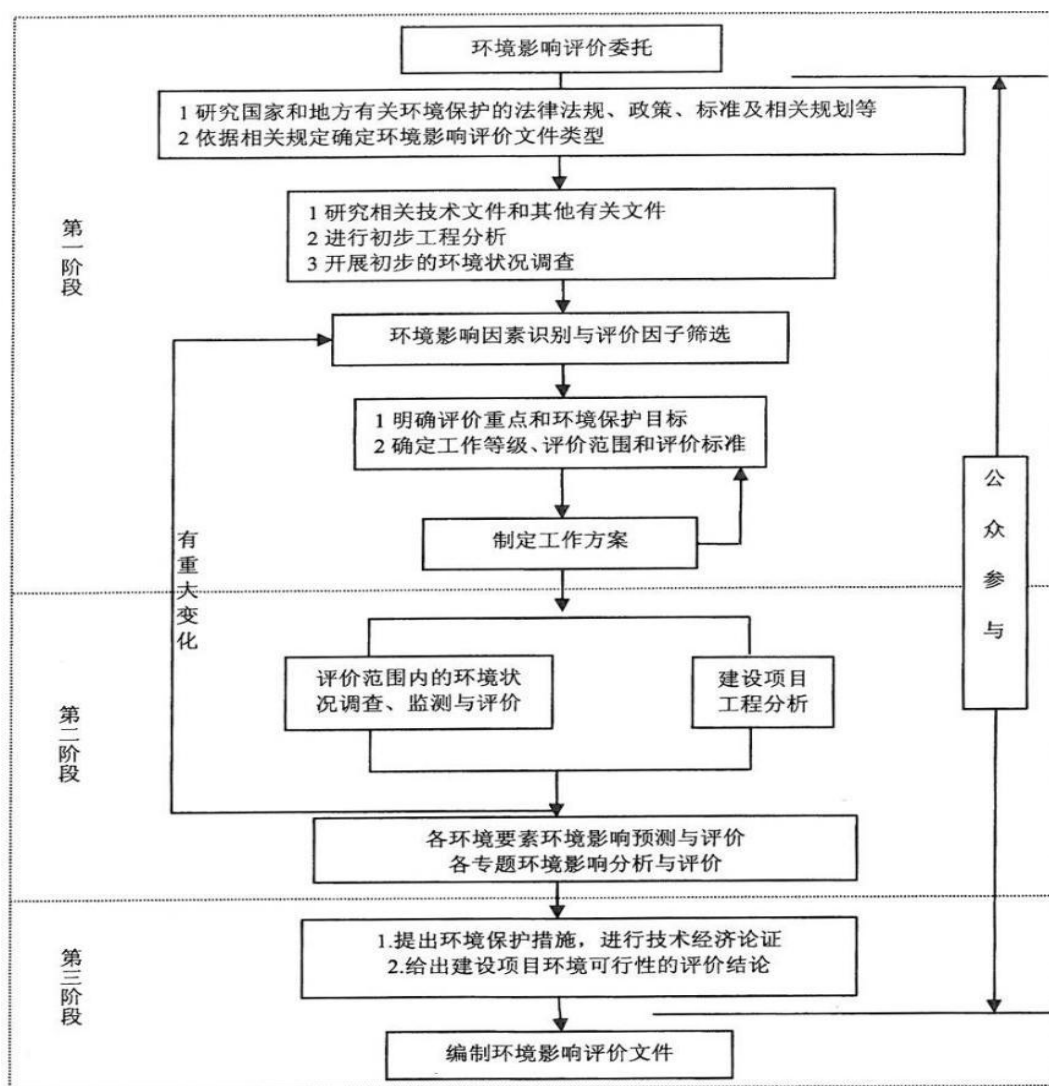 环境影响评价委托
1 研究国家和地方有关环境保护的法律法规、政策、标准及相关规划等
2 依据相关规定确定环境影响评价文件类型
1 研究相关技术文件和其他有关文件
2 进行初步工程分析
3 开展初步的环境状况调查
第一阶段
环境影响因素识别与评价因子筛选
1 明确评价重点和环境保护目标
2 确定工作等级、评价范围和评价标准
制定工作方案
有重大变化
公众参与
评价范围内的环境状
况调查、监测与评价
建设项目
工程分析
第二阶段
各环境要素环境影响预测与评价
各专题环境影响分析与评价
1.提出环境保护措施，进行技术经济论证
2.给出建设项目环境可行性的评价结论
第三阶段
编制环境影响评价文件